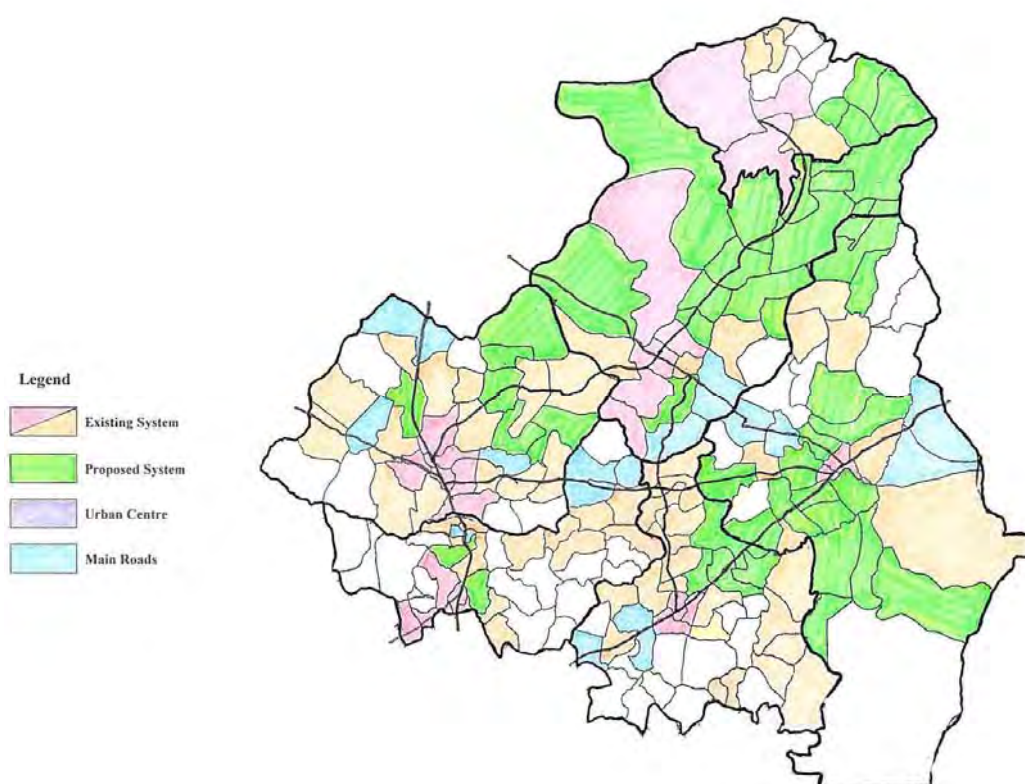 Legend
Existing System
Proposed System
Urban Centre
Main Roads